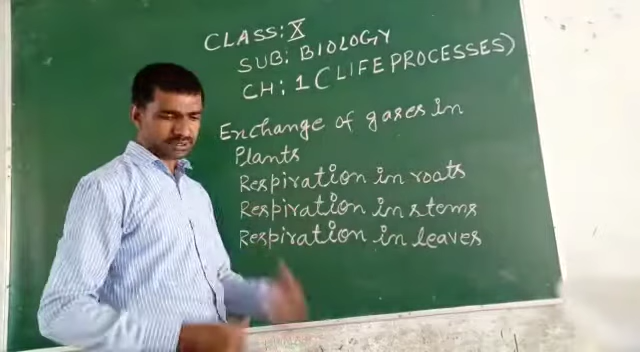 CLASS: X
SUB: BIOLOGY
CH: 1 (LIFE PROCESSES)
Exchange of gases in
Plants
Respiration in roots
Respiration in stems
Respiration in leaves